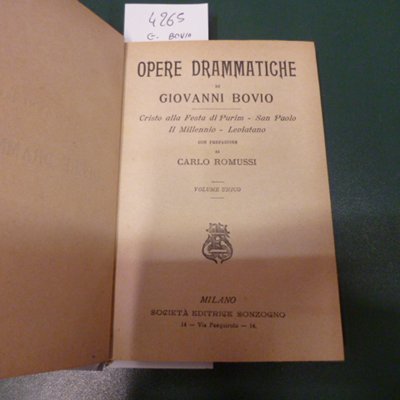 4265
G. BOVIO
OPERE DRAMMATICHE
DI
GIOVANNI BOVIO
Cristo alla Festa di Purim - San Paolo
Il Millennio - Leviatano
CON PREFAZIONE
DI
CARLO ROMUSSI
VOLUME UNICO
MILANO
SOCIETÀ EDITRICE SONZOGNO
14 - Via Pasquirolo - 14.